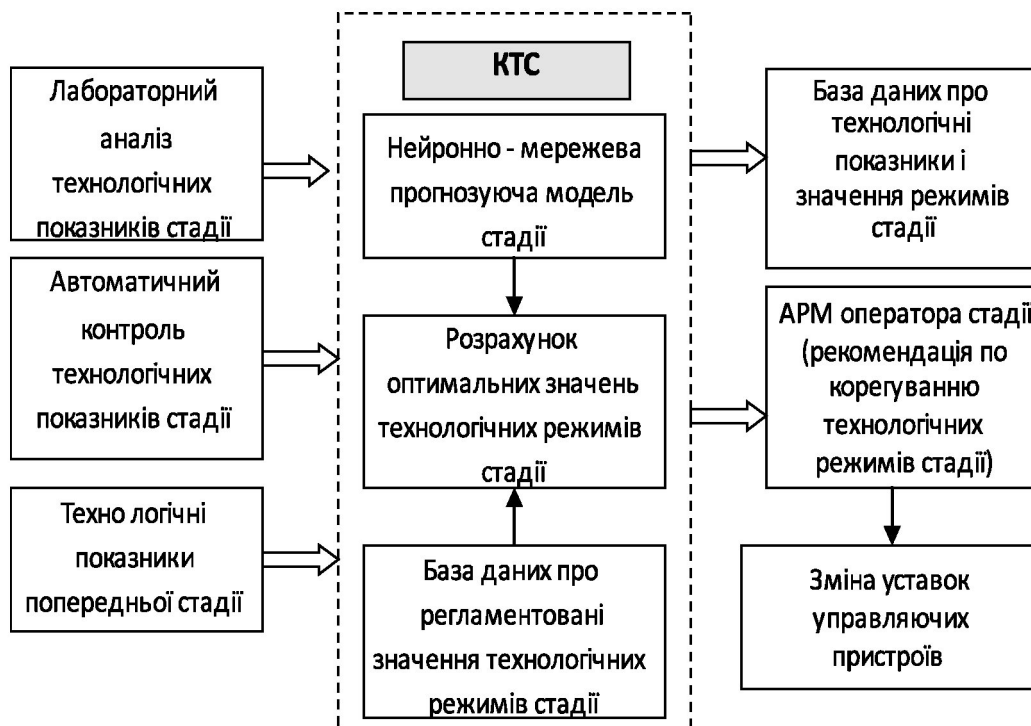 Лабораторний
аналіз
технологічних
показників стадії
Автоматичний
контроль
технологічних
показників стадії
Техно логічні
показники
попередньої стадії
КТС
Нейронно - мережева
прогнозуюча модель
стадії
Розрахунок
оптимальних значень
технологічних режимів
стадії
База даних про
регламентовані
значення технологічних
режимів стадії
База даних про
технологічні
показники і
значення режимів
стадії
АРМ оператора стадії
(рекомендація по
корегуванню
технологічних
режимів стадії)
Зміна уставок
управляючих
пристроїв